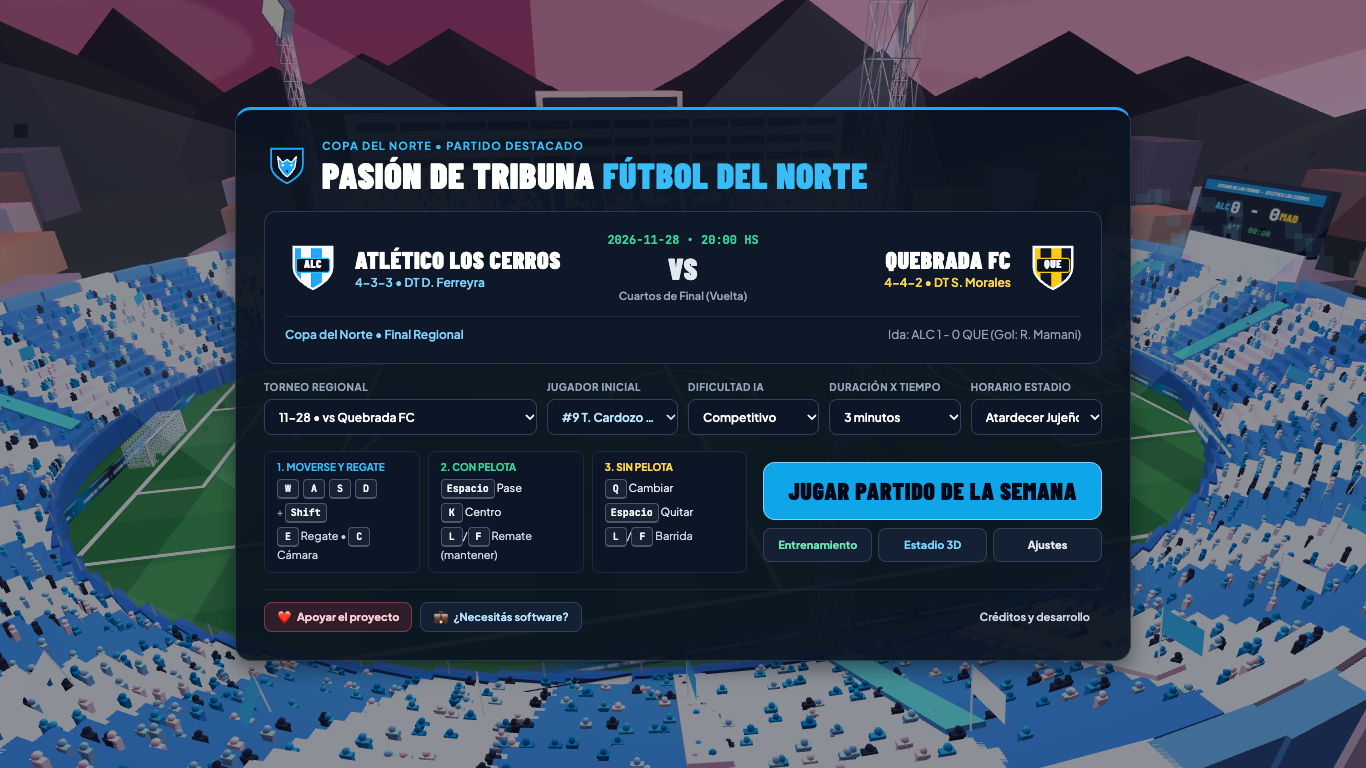 COPA DEL NORTE • PARTIDO DESTACADO
PASIÓN DE TRIBUNA FÚTBOL DEL NORTE
2026-11-28 • 20:00 HS
ALC
ATLÉTICO LOS CERROS
4-3-3 • DT D. Ferreyra
VS
Cuartos de Final (Vuelta)
QUEBRADA FC
4-4-2 • DT S. Morales
QUE
Copa del Norte • Final Regional
Ida: ALC 1 - 0 QUE (Gol: R. Mamani)
TORNEO REGIONAL
JUGADOR INICIAL
DIFICULTAD IA
DURACIÓN X TIEMPO
HORARIO ESTADIO
11-28 • vs Quebrada FC
#9 T. Cardozo ...
Competitivo
3 minutos
Atardecer Jujeñ
1. MOVERSE Y REGATE
W A S D
+ Shift
E Regate • C
Cámara
2. CON PELOTA
Espacio Pase
K Centro
L / F Remate
(mantener)
3. SIN PELOTA
Q Cambiar
Espacio Quitar
L / F Barrida
JUGAR PARTIDO DE LA SEMANA
Entrenamiento
Estadio 3D
Ajustes
❤️ Apoyar el proyecto
💼 ¿Necesitás software?
Créditos y desarrollo
ALC 0 - 0 MAD